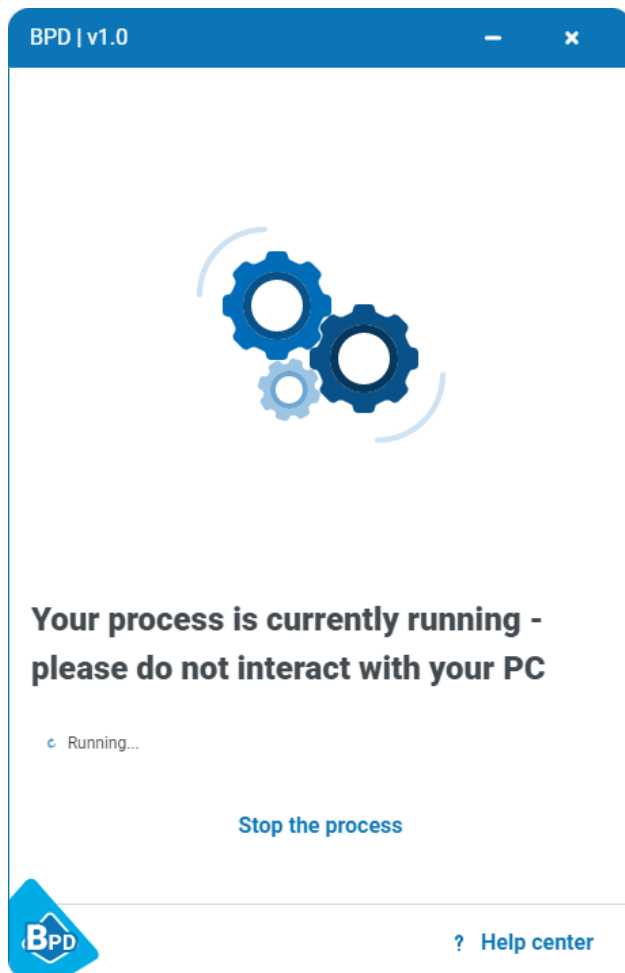 BPD | v1.0
Your process is currently running -
please do not interact with your PC
Running...
Stop the process
BPD
? Help center